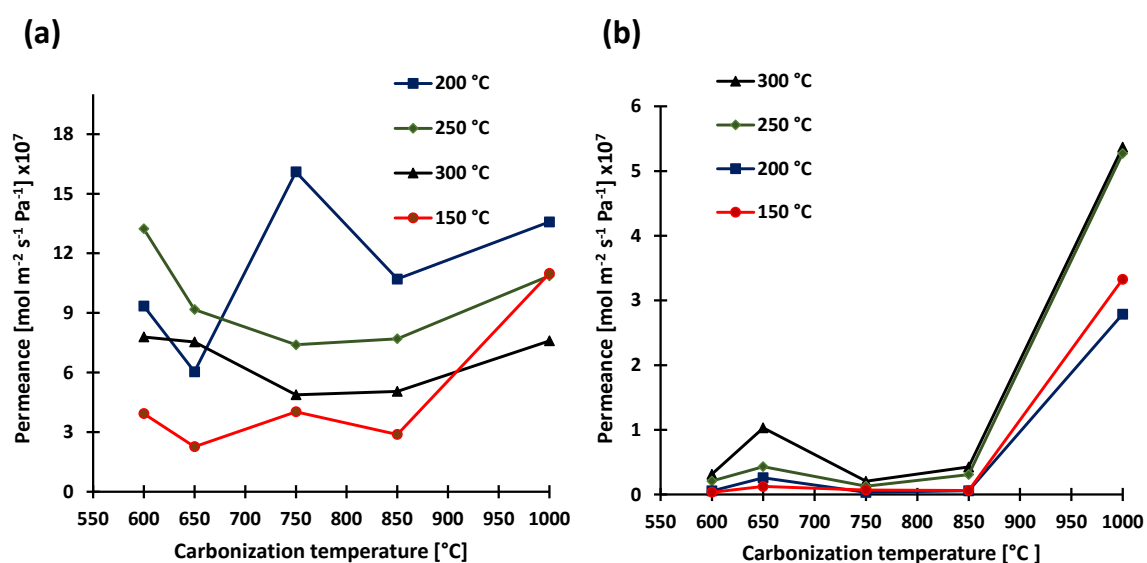 (a)
200 °C
250 °C
300 °C
150 °C
18
15
12
9
6
3
0
550 600 650 700 750 800 850 900 950 1000
Permeance [mol m⁻² s⁻¹ Pa⁻¹] x10⁷
Carbonization temperature [°C]
(b)
300 °C
250 °C
200 °C
150 °C
6
5
4
3
2
1
0
550 600 650 700 750 800 850 900 950 1000
Permeance [mol m⁻² s⁻¹ Pa⁻¹] x10⁷
Carbonization temperature [°C ]